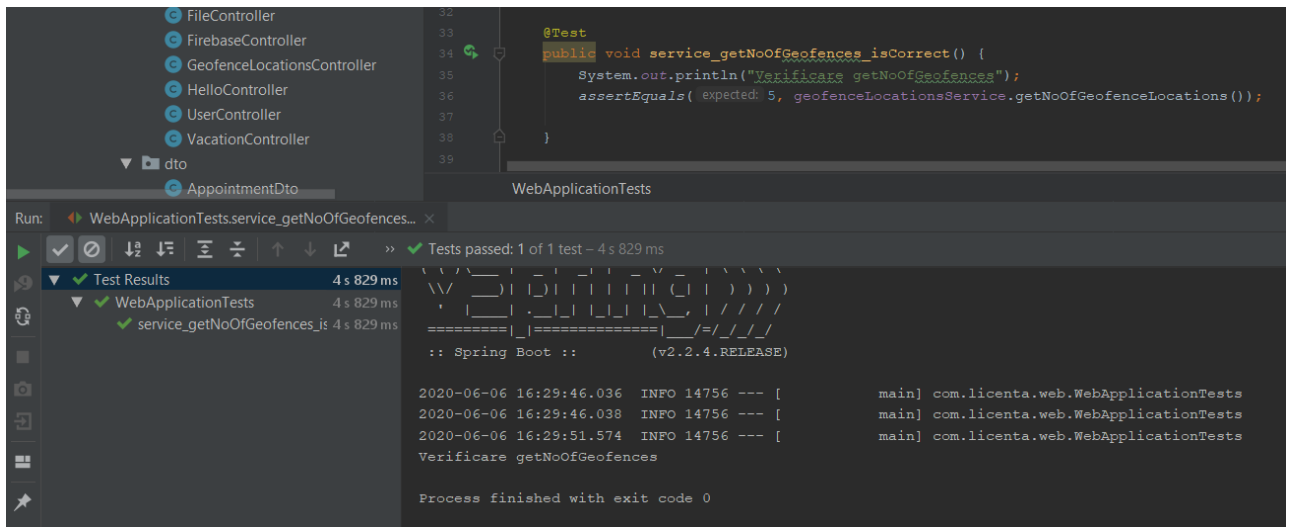 FileController
FirebaseController
GeofenceLocationsController
HelloController
UserController
VacationController
dto
AppointmentDto
32
33 @Test
34 public void service_getNoOfGeofences_isCorrect() {
35 System.out.println("Verificare getNoOfGeofences");
36 assertEquals( expected: 5, geofenceLocationsService.getNoOfGeofenceLocations());
37
38 }
39
WebApplicationTests
Run: WebApplicationTests.service_getNoOfGeofences...
Tests passed: 1 of 1 test – 4 s 829 ms
Test Results 4 s 829 ms
WebApplicationTests 4 s 829 ms
service_getNoOfGeofences_is 4 s 829 ms
:: Spring Boot :: (v2.2.4.RELEASE)
2020-06-06 16:29:46.036 INFO 14756 --- [ main] com.licenta.web.WebApplicationTests
2020-06-06 16:29:46.038 INFO 14756 --- [ main] com.licenta.web.WebApplicationTests
2020-06-06 16:29:51.574 INFO 14756 --- [ main] com.licenta.web.WebApplicationTests
Verificare getNoOfGeofences
Process finished with exit code 0